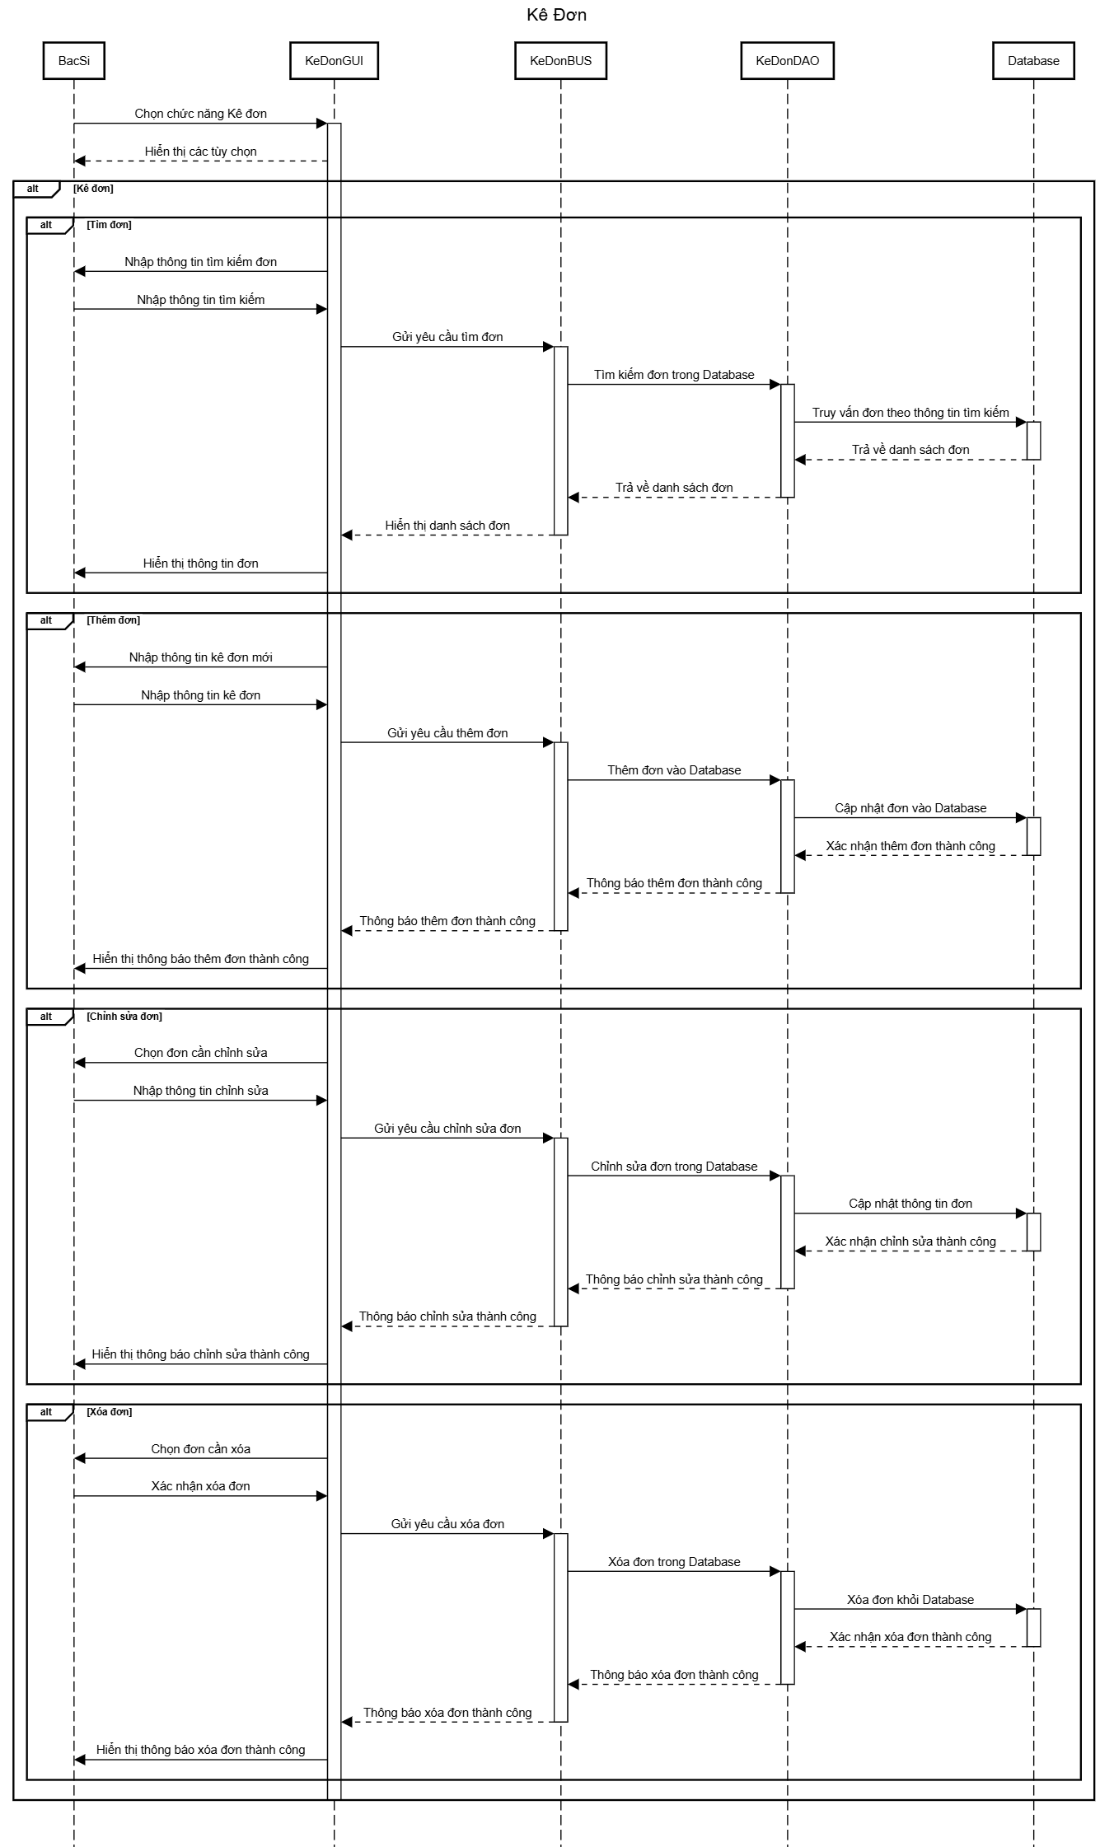 Kê Đơn
BacSi
KeDonGUI
KeDonBUS
KeDonDAO
Database
Chọn chức năng Kê đơn
Hiển thị các tùy chọn
alt
[Kê đơn]
alt
[Tìm đơn]
Nhập thông tin tìm kiếm đơn
Nhập thông tin tìm kiếm
Gửi yêu cầu tìm đơn
Tìm kiếm đơn trong Database
Truy vấn đơn theo thông tin tìm kiếm
Trả về danh sách đơn
Trả về danh sách đơn
Hiển thị danh sách đơn
Hiển thị thông tin đơn
alt
[Thêm đơn]
Nhập thông tin kê đơn mới
Nhập thông tin kê đơn
Gửi yêu cầu thêm đơn
Thêm đơn vào Database
Cập nhật đơn vào Database
Xác nhận thêm đơn thành công
Thông báo thêm đơn thành công
Thông báo thêm đơn thành công
Hiển thị thông báo thêm đơn thành công
alt
[Chỉnh sửa đơn]
Chọn đơn cần chỉnh sửa
Nhập thông tin chỉnh sửa
Gửi yêu cầu chỉnh sửa đơn
Chỉnh sửa đơn trong Database
Cập nhật thông tin đơn
Xác nhận chỉnh sửa thành công
Thông báo chỉnh sửa thành công
Thông báo chỉnh sửa thành công
Hiển thị thông báo chỉnh sửa thành công
alt
[Xóa đơn]
Chọn đơn cần xóa
Xác nhận xóa đơn
Gửi yêu cầu xóa đơn
Xóa đơn trong Database
Xóa đơn khỏi Database
Xác nhận xóa đơn thành công
Thông báo xóa đơn thành công
Thông báo xóa đơn thành công
Hiển thị thông báo xóa đơn thành công